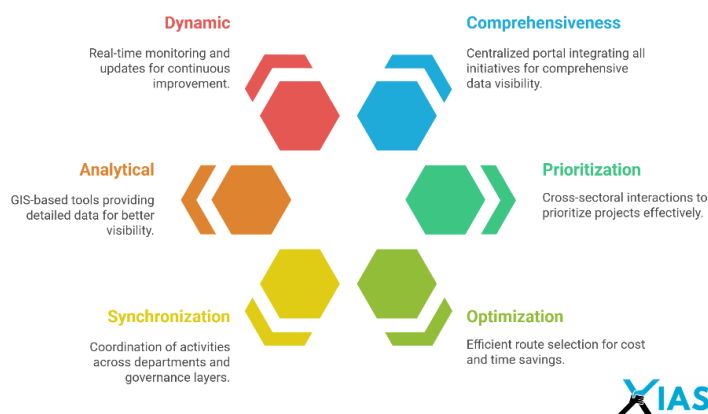 Dynamic
Real-time monitoring and
updates for continuous
improvement.
Comprehensiveness
Centralized portal integrating all
initiatives for comprehensive
data visibility.
Analytical
GIS-based tools providing
detailed data for better
visibility.
Prioritization
Cross-sectoral interactions to
prioritize projects effectively.
Synchronization
Coordination of activities
across departments and
governance layers.
Optimization
Efficient route selection for cost
and time savings.
XIAS